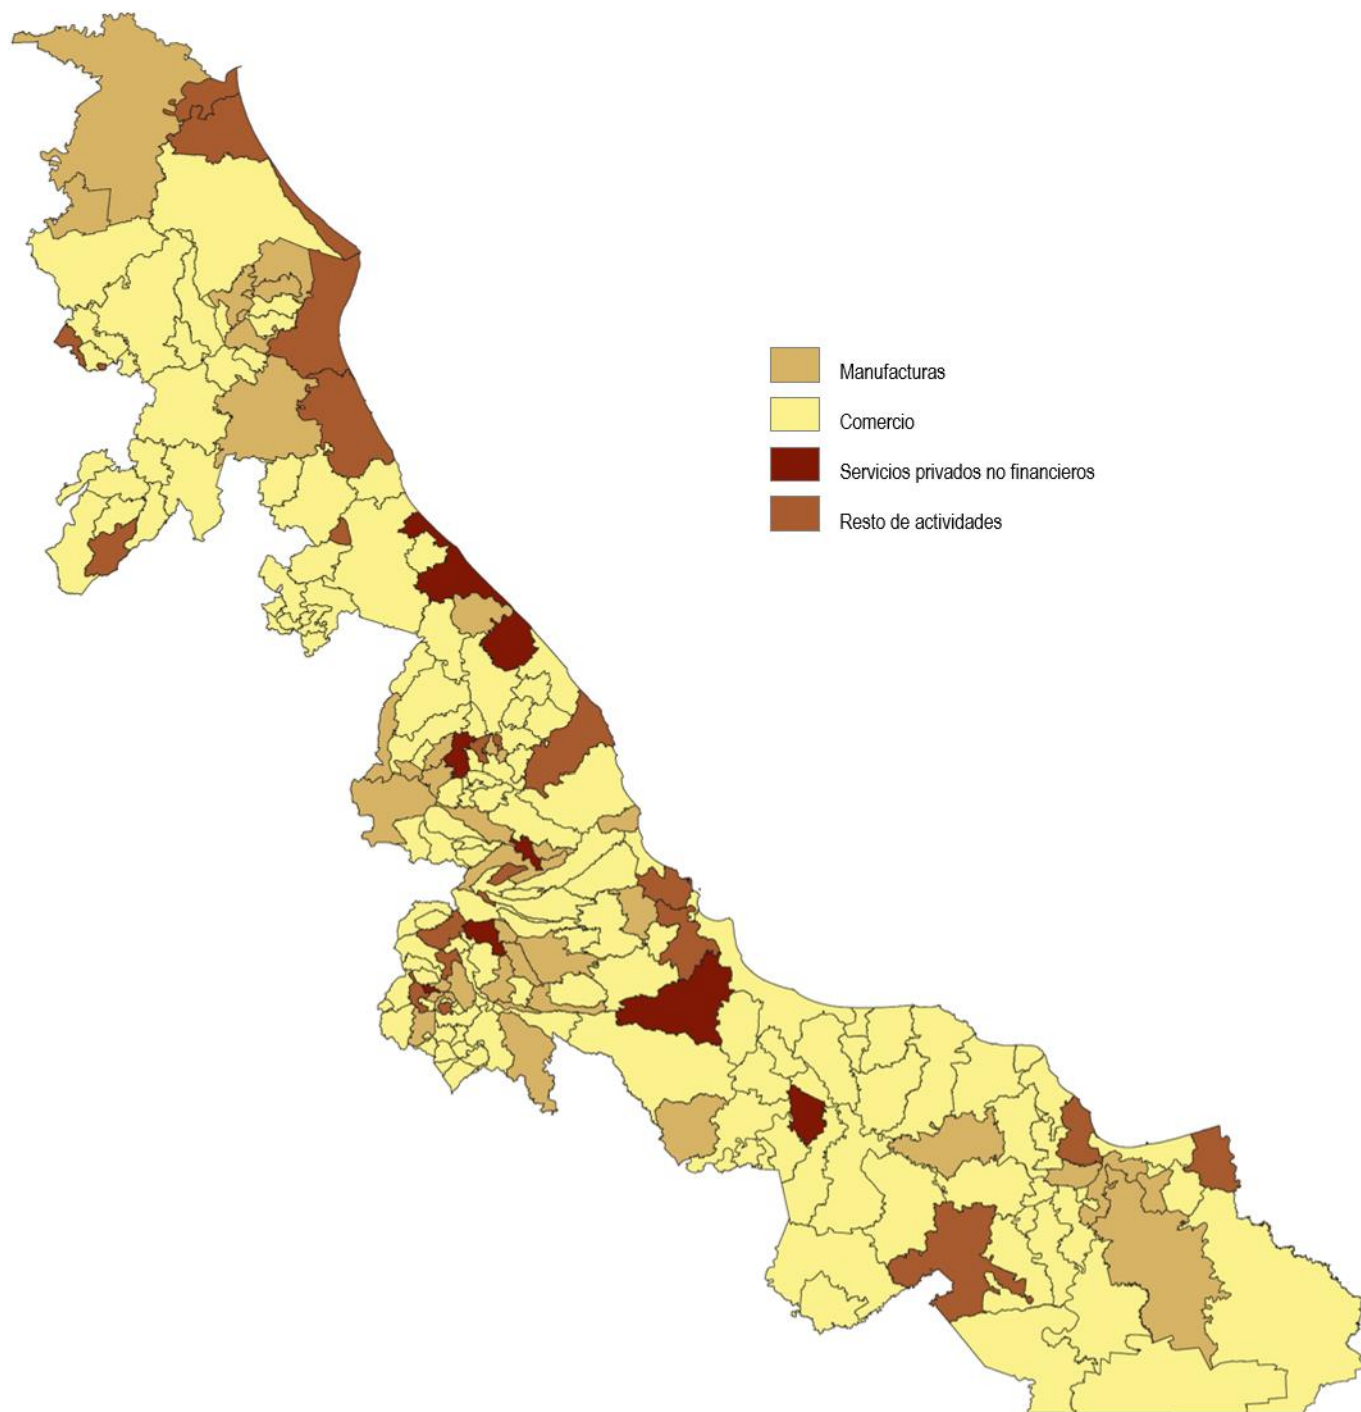 Manufacturas
Comercio
Servicios privados no financieros
Resto de actividades